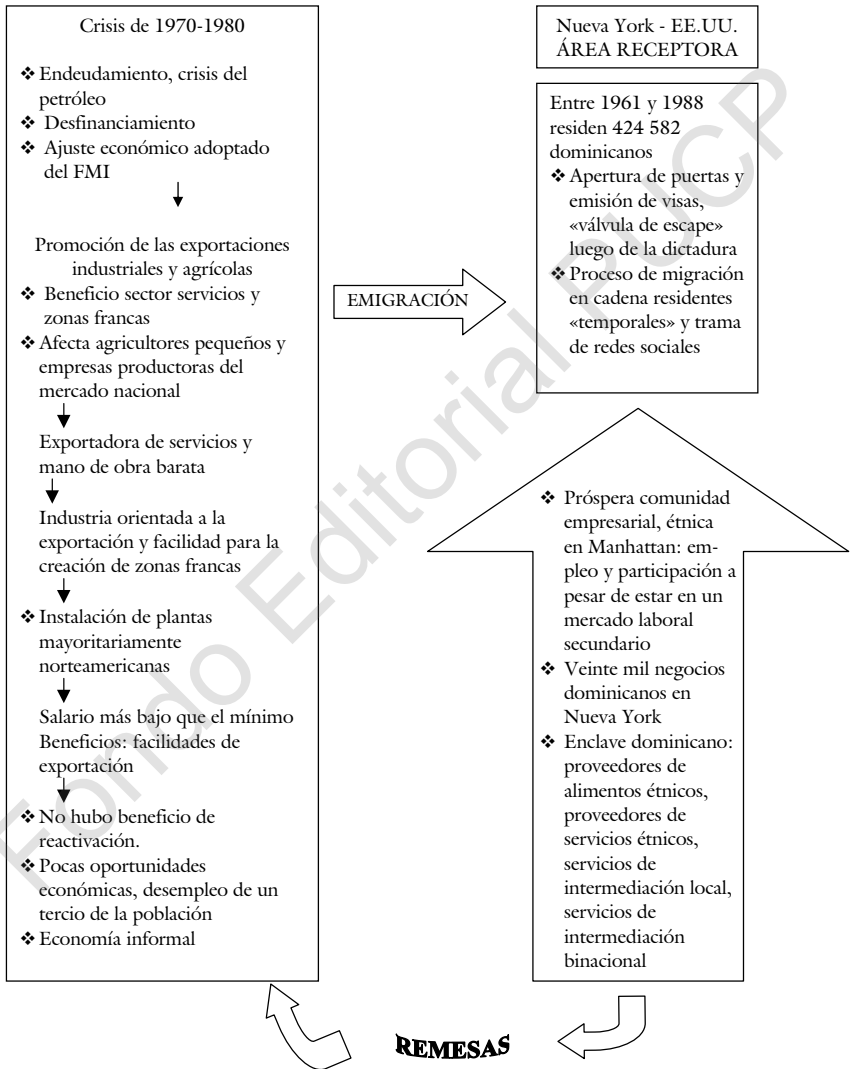 Crisis de 1970-1980
❖ Endeudamiento, crisis del
petróleo
❖ Desfinanciamiento
❖ Ajuste económico adoptado
del FMI
Promoción de las exportaciones
industriales y agrícolas
❖ Beneficio sector servicios y
zonas francas
❖ Afecta agricultores pequeños y
empresas productoras del
mercado nacional
Exportadora de servicios y
mano de obra barata
Industria orientada a la
exportación y facilidad para la
creación de zonas francas
❖ Instalación de plantas
mayoritariamente
norteamericanas
Salario más bajo que el mínimo
Beneficios: facilidades de
exportación
❖ No hubo beneficio de
reactivación.
❖ Pocas oportunidades
económicas, desempleo de un
tercio de la población
❖ Economía informal
EMIGRACIÓN
Nueva York - EE.UU.
ÁREA RECEPTORA
Entre 1961 y 1988
residen 424 582
dominicanos
❖ Apertura de puertas y
emisión de visas,
«válvula de escape»
luego de la dictadura
❖ Proceso de migración
en cadena residentes
«temporales» y trama
de redes sociales
❖ Próspera comunidad
empresarial, étnica
en Manhattan: em-
pleo y participación a
pesar de estar en un
mercado laboral
secundario
❖ Veinte mil negocios
dominicanos en
Nueva York
❖ Enclave dominicano:
proveedores de
alimentos étnicos,
proveedores de
servicios étnicos,
servicios de
intermediación local,
servicios de
intermediación
binacional
REMESAS
Fondo Editorial PUCP